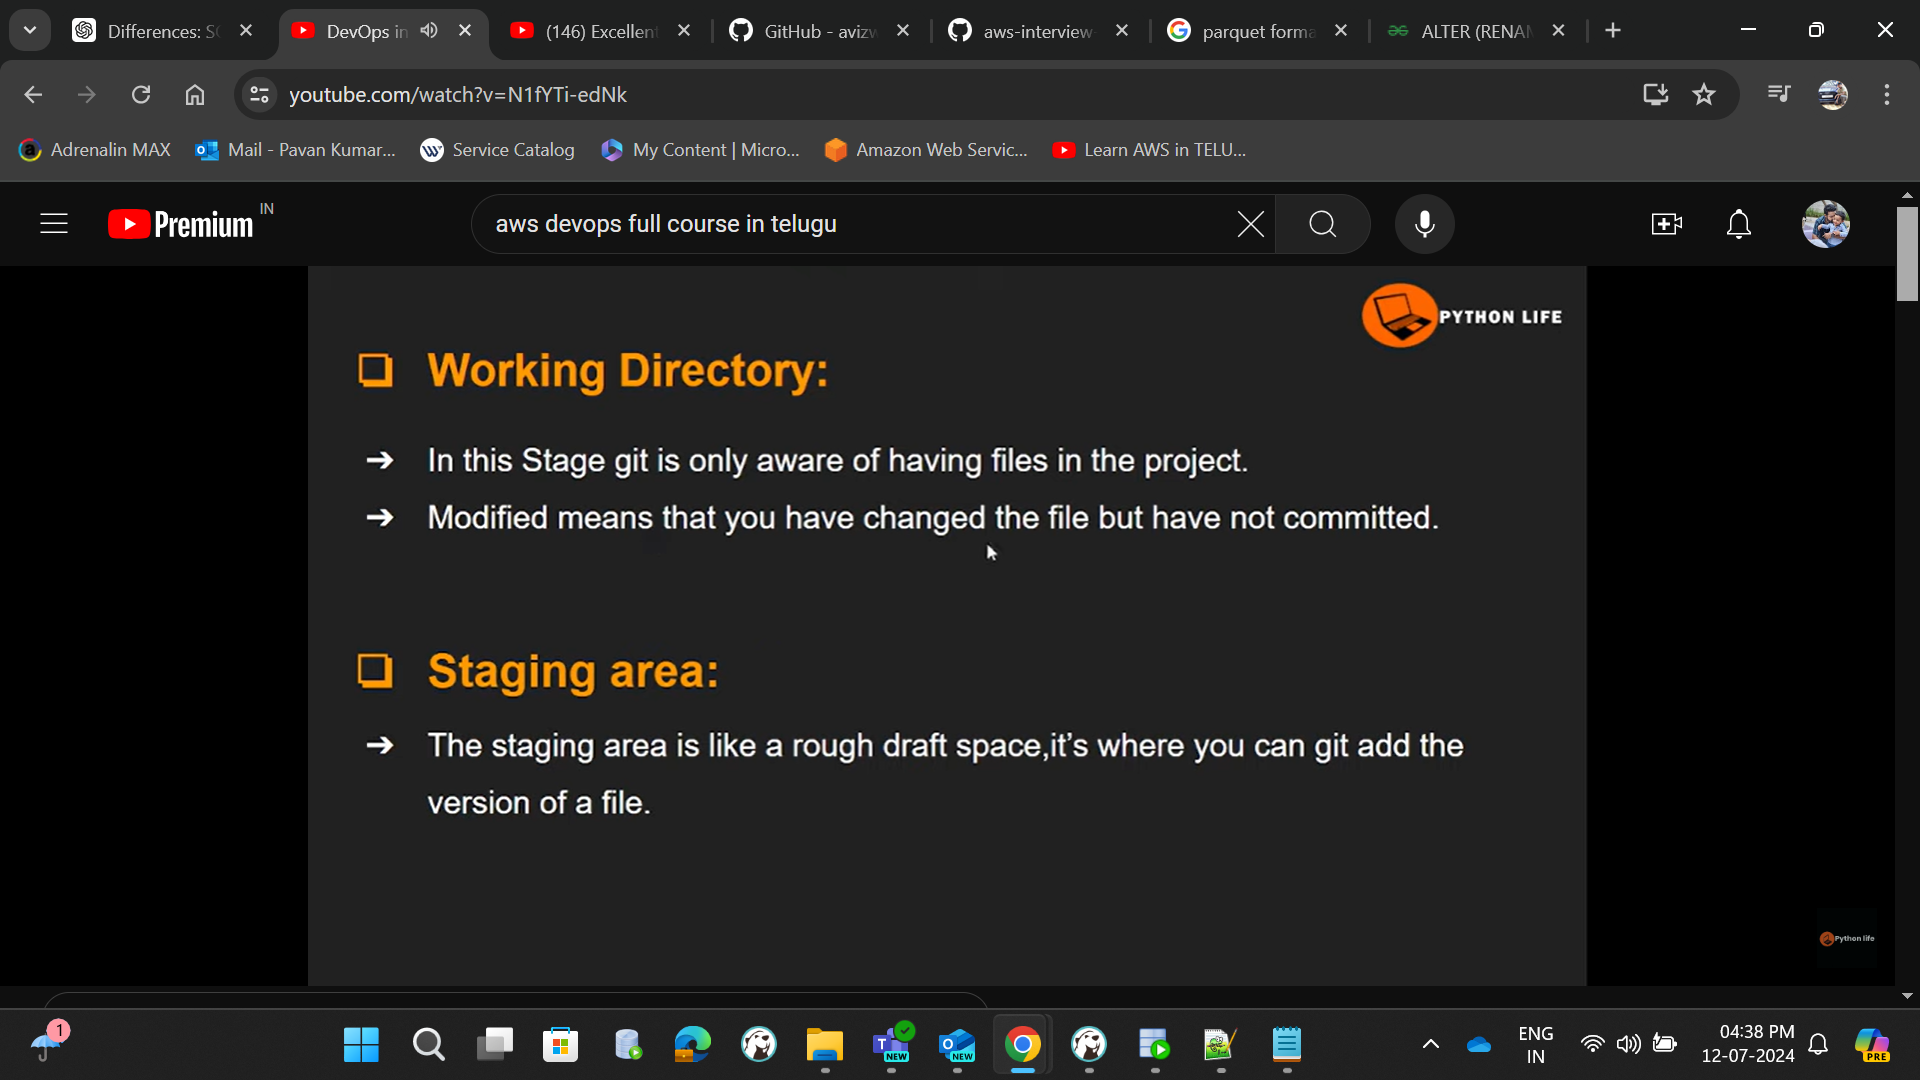 Differences: S
DevOps in
(146) Excellen
GitHub - avizw
aws-interview-
parquet forma
ALTER (RENAM
youtube.com/watch?v=N1fYTi-edNk
Adrenalin MAX
Mail - Pavan Kumar...
Service Catalog
My Content | Micro...
Amazon Web Servic...
Learn AWS in TELU...
Premium IN
aws devops full course in telugu
PYTHON LIFE
Working Directory:
➔ In this Stage git is only aware of having files in the project.
➔ Modified means that you have changed the file but have not committed.
Staging area:
➔ The staging area is like a rough draft space,it's where you can git add the
version of a file.
Python life
1
NEW
NEW
ENG
IN
04:38 PM
12-07-2024
PRE